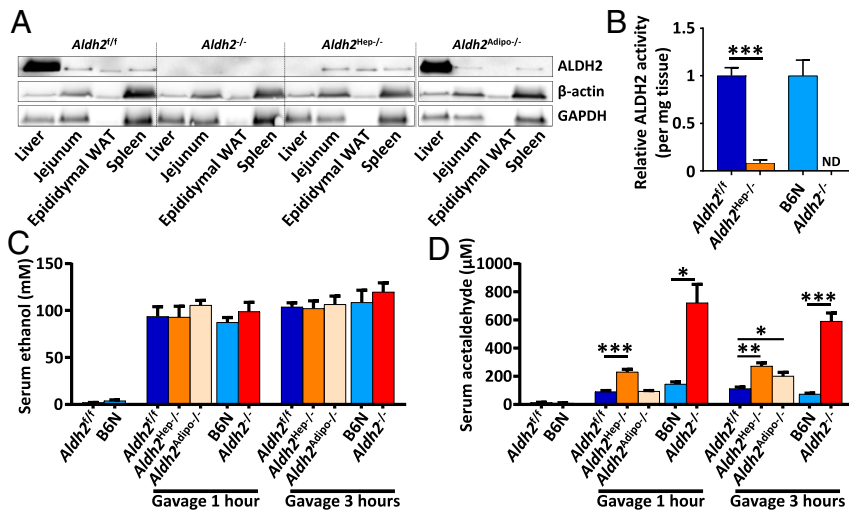 A
Aldh2f/f Aldh2-/- Aldh2Hep-/- Aldh2Adipo-/-
ALDH2
β-actin
GAPDH
Liver Jejunum Epididymal WAT Spleen Liver Jejunum Epididymal WAT Spleen Liver Jejunum Epididymal WAT Spleen Liver Jejunum Epididymal WAT Spleen
B
Relative ALDH2 activity
(per mg tissue)
1.5
1
0.5
0
***
ND
Aldh2f/f Aldh2Hep-/- B6N Aldh2-/-
C
Serum ethanol (mM)
150
100
50
0
Aldh2f/f B6N Aldh2f/f Aldh2Hep-/- Aldh2Adipo-/- B6N Aldh2-/- Aldh2f/f Aldh2Hep-/- Aldh2Adipo-/- B6N Aldh2-/-
Gavage 1 hour Gavage 3 hours
D
Serum acetaldehyde (µM)
1000
800
600
400
200
0
*** * ** * ***
Aldh2f/f B6N Aldh2f/f Aldh2Hep-/- Aldh2Adipo-/- B6N Aldh2-/- Aldh2f/f Aldh2Hep-/- Aldh2Adipo-/- B6N Aldh2-/-
Gavage 1 hour Gavage 3 hours